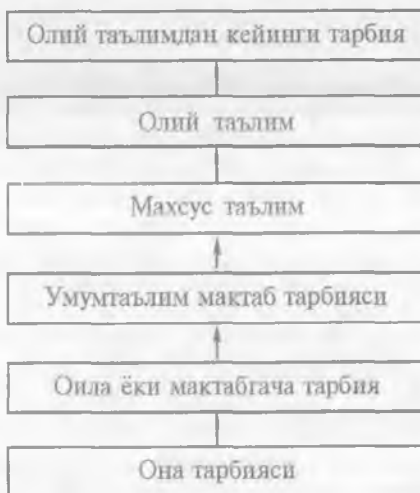 Олий таълимдан кейинги тарбия
Олий таълим
Махсус таълим
Умумтаълим мактаб тарбияси
Оила ёки мактабгача тарбия
Она тарбияси